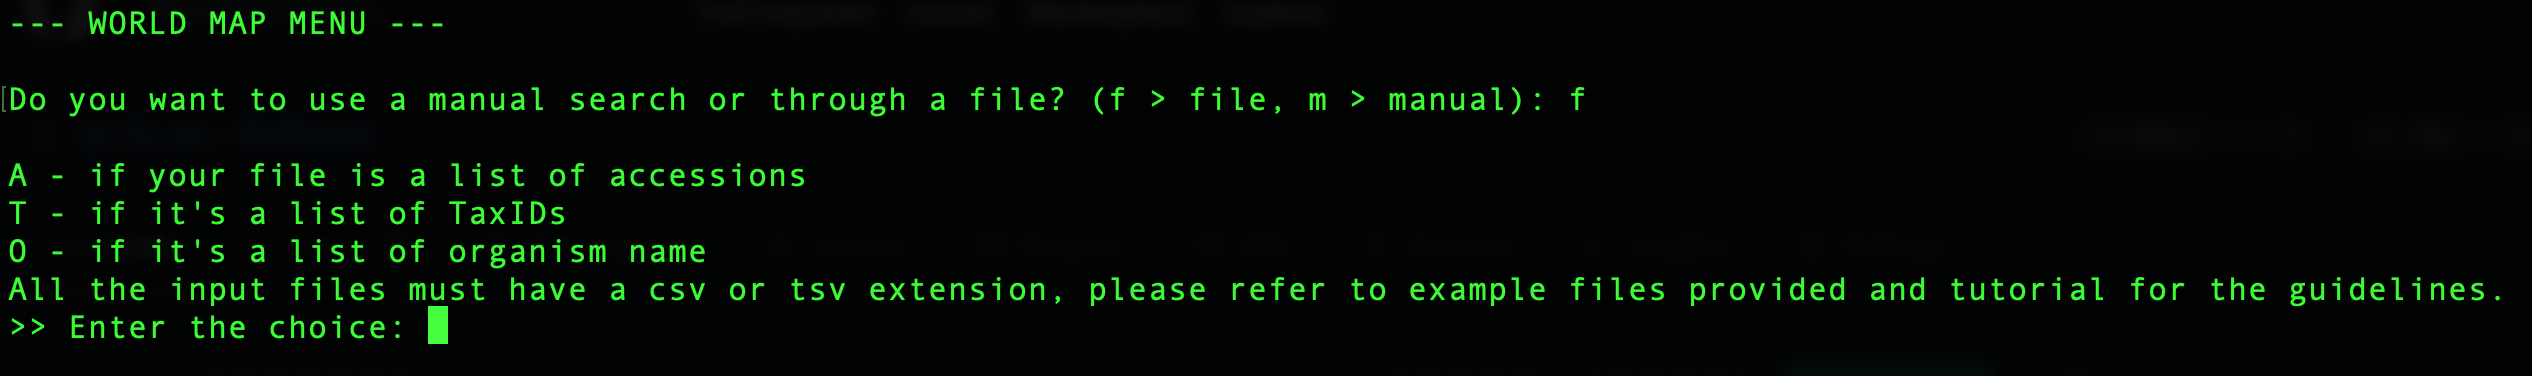 --- WORLD MAP MENU ---
[Do you want to use a manual search or through a file? (f > file, m > manual): f
A - if your file is a list of accessions
T - if it's a list of TaxIDs
O - if it's a list of organism name
All the input files must have a csv or tsv extension, please refer to example files provided and tutorial for the guidelines.
>> Enter the choice: